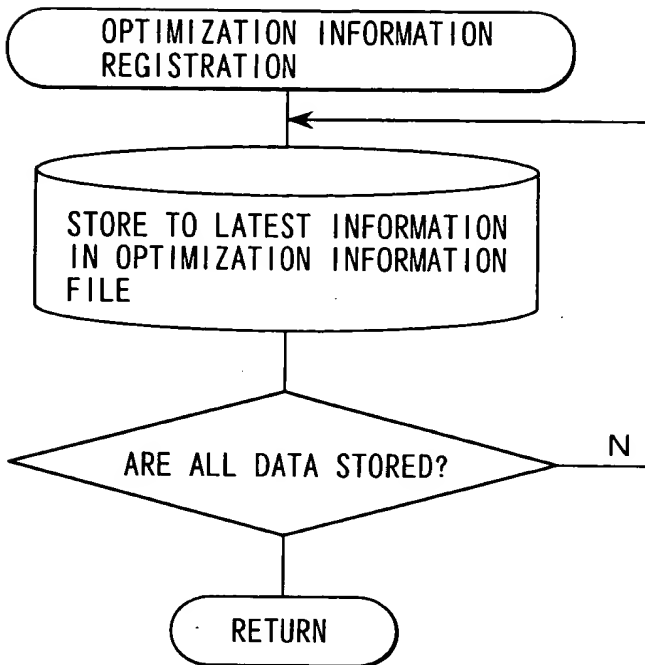 OPTIMIZATION INFORMATION
REGISTRATION
STORE TO LATEST INFORMATION
IN OPTIMIZATION INFORMATION
FILE
ARE ALL DATA STORED?
N
RETURN